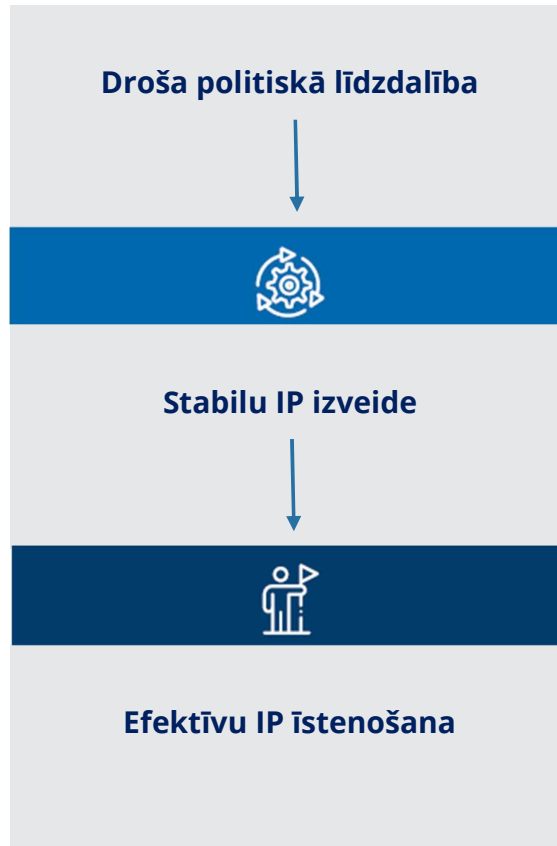 Droša politiskā līdzdalība
Stabilu IP izveide
Efektīvu IP īstenošana